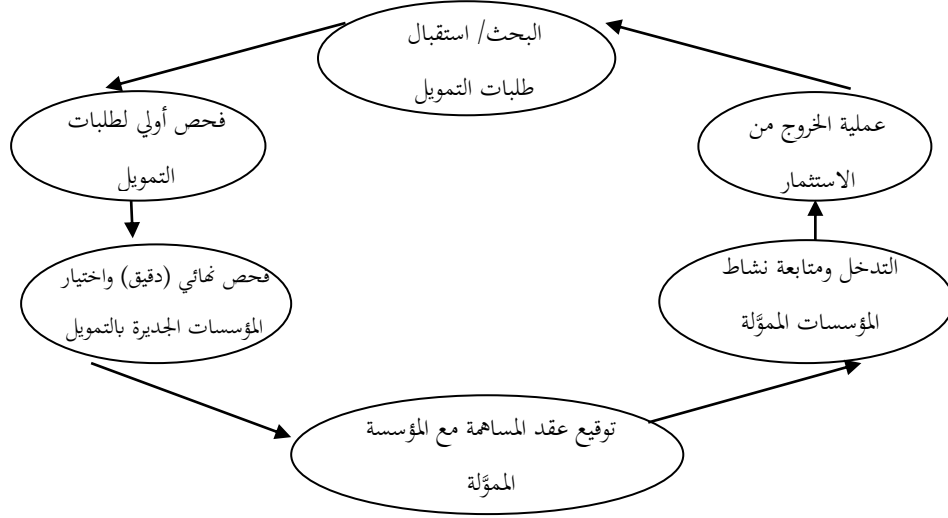 البحث/ استقبال
طلبات التمويل
فحص أولي لطلبات
التمويل
فحص نهائي (دقيق) واختيار
المؤسسات الجديرة بالتمويل
توقيع عقد المساهمة مع المؤسسة
المموَّلة
التدخل ومتابعة نشاط
المؤسسات المموَّلة
عملية الخروج من
الاستثمار